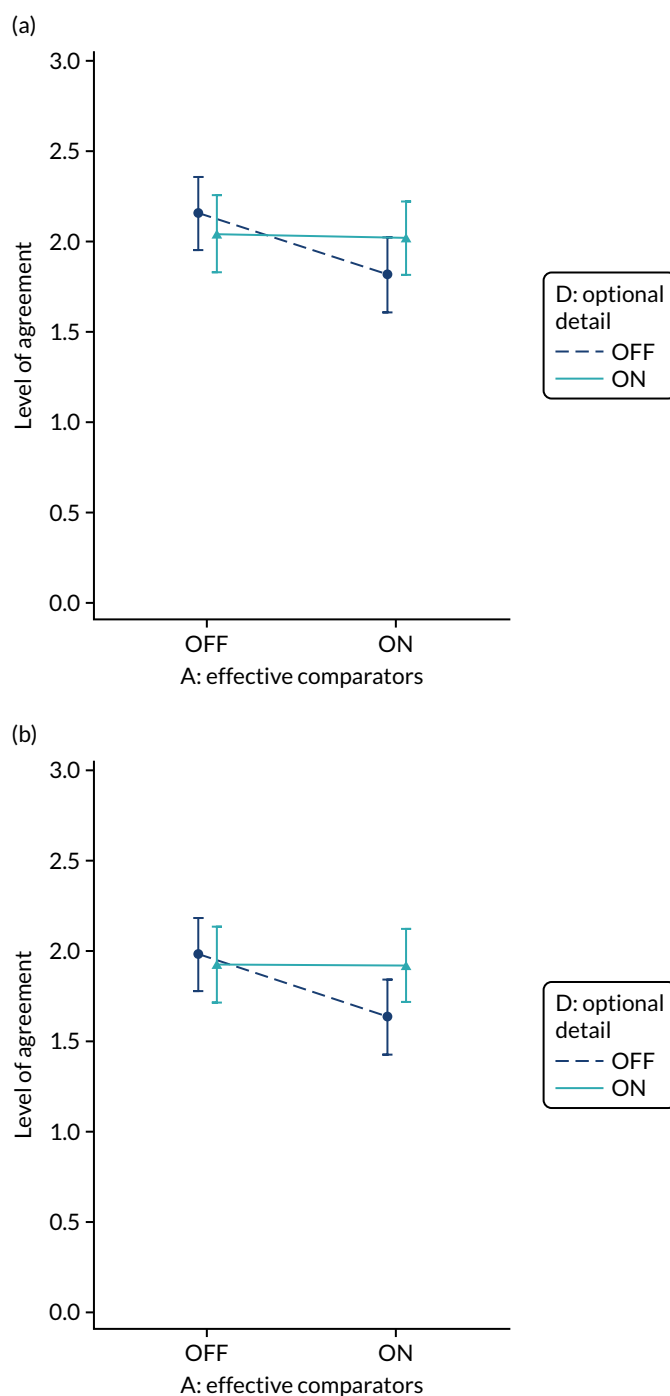 (a)
3.0
2.5
2.0
1.5
1.0
0.5
0.0
Level of agreement
OFF
ON
A: effective comparators
D: optional
detail
OFF
ON
(b)
3.0
2.5
2.0
1.5
1.0
0.5
0.0
Level of agreement
OFF
ON
A: effective comparators
D: optional
detail
OFF
ON